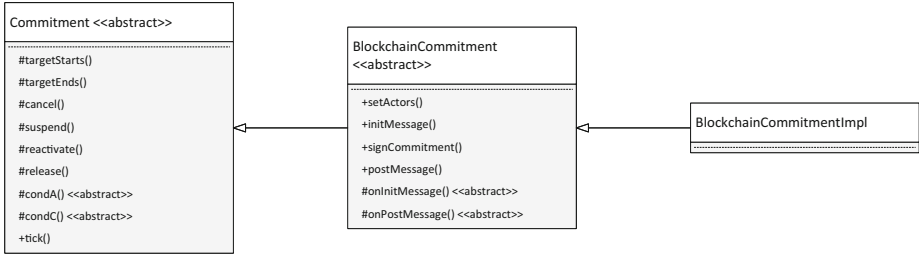 Commitment <<abstract>>
#targetStarts()
#targetEnds()
#cancel()
#suspend()
#reactivate()
#release()
#condA() <<abstract>>
#condC() <<abstract>>
+tick()
BlockchainCommitment
<<abstract>>
+setActors()
+initMessage()
+signCommitment()
+postMessage()
#onInitMessage() <<abstract>>
#onPostMessage() <<abstract>>
BlockchainCommitmentImpl